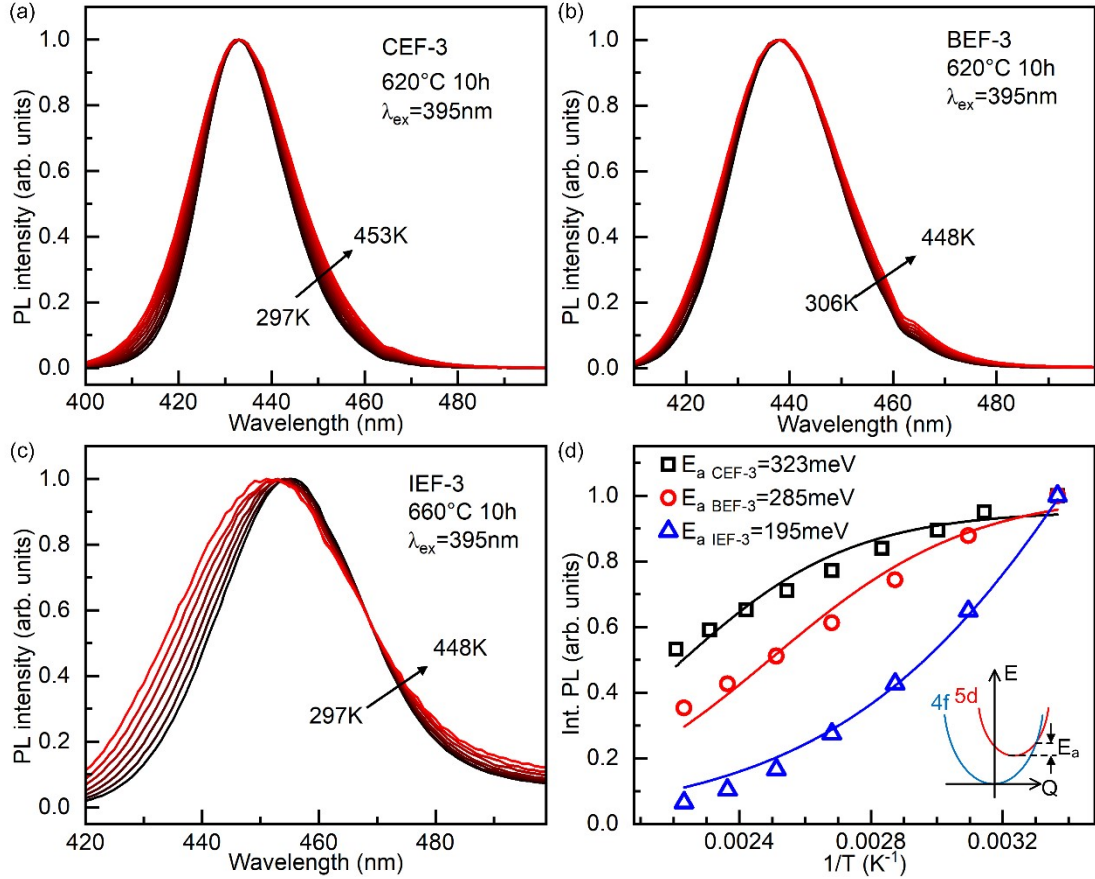 (a)
CEF-3
620°C 10h
λex=395nm
453K
297K
PL intensity (arb. units)
1.0
0.8
0.6
0.4
0.2
0.0
400 420 440 460 480
Wavelength (nm)
(b)
BEF-3
620°C 10h
λex=395nm
448K
306K
PL intensity (arb. units)
1.0
0.8
0.6
0.4
0.2
0.0
420 440 460 480
Wavelength (nm)
(c)
IEF-3
660°C 10h
λex=395nm
448K
297K
PL intensity (arb. units)
1.0
0.8
0.6
0.4
0.2
0.0
420 440 460 480
Wavelength (nm)
(d)
Ea CEF-3=323meV
Ea BEF-3=285meV
Ea IEF-3=195meV
E
4f 5d
Ea
Q
Int. PL (arb. units)
1.0
0.8
0.6
0.4
0.2
0.0
0.0024 0.0028 0.0032
1/T (K⁻¹)